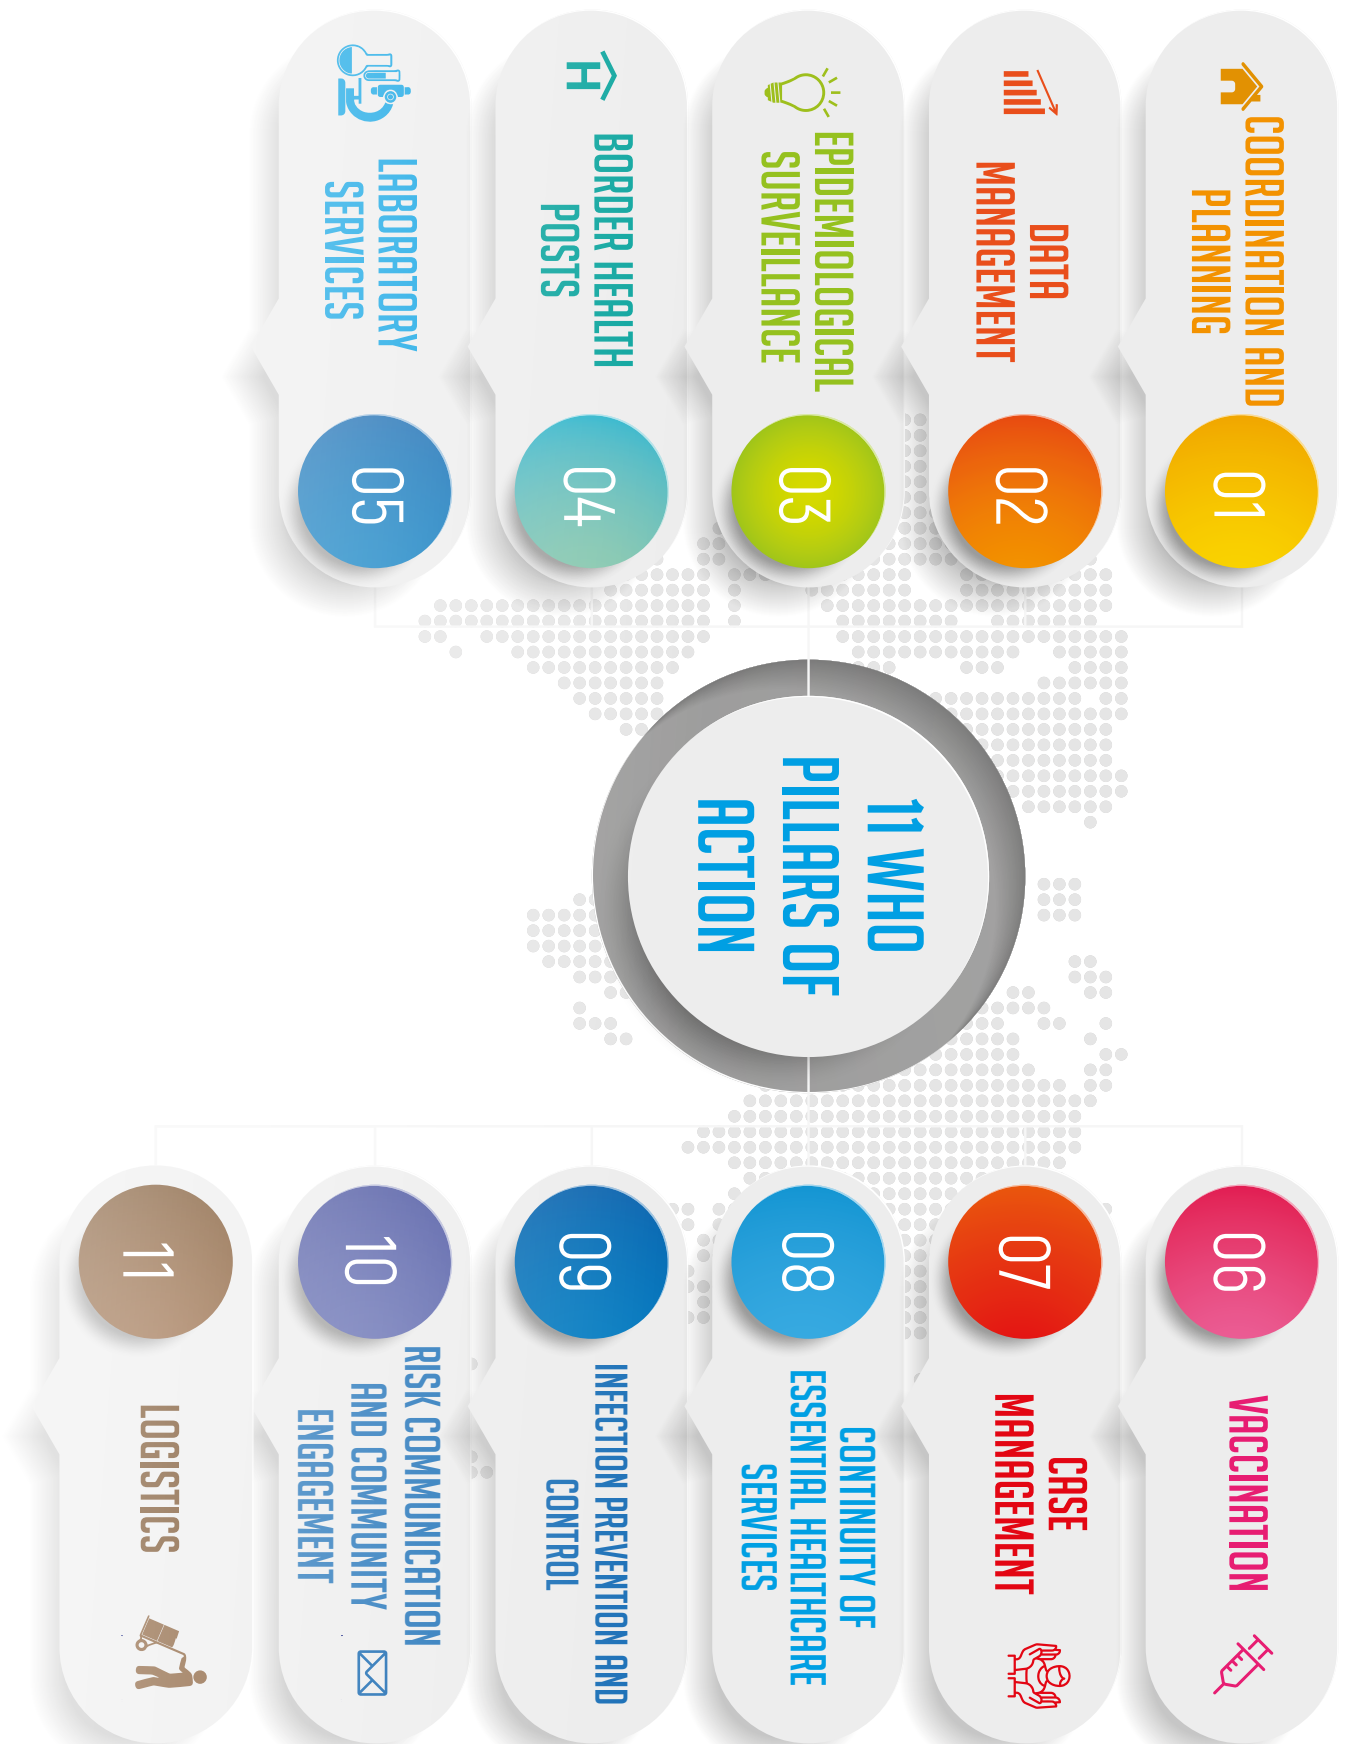 COORDINATION AND
PLANNING
01
DATA
MANAGEMENT
02
EPIDEMIOLOGICAL
SURVEILLANCE
03
BORDER HEALTH
POSTS
04
LABORATORY
SERVICES
05
11 WHO
PILLARS OF
ACTION
06
VACCINATION
07
CASE
MANAGEMENT
08
CONTINUITY OF
ESSENTIAL HEALTHCARE
SERVICES
09
INFECTION PREVENTION AND
CONTROL
10
RISK COMMUNICATION
AND COMMUNITY
ENGAGEMENT
11
LOGISTICS